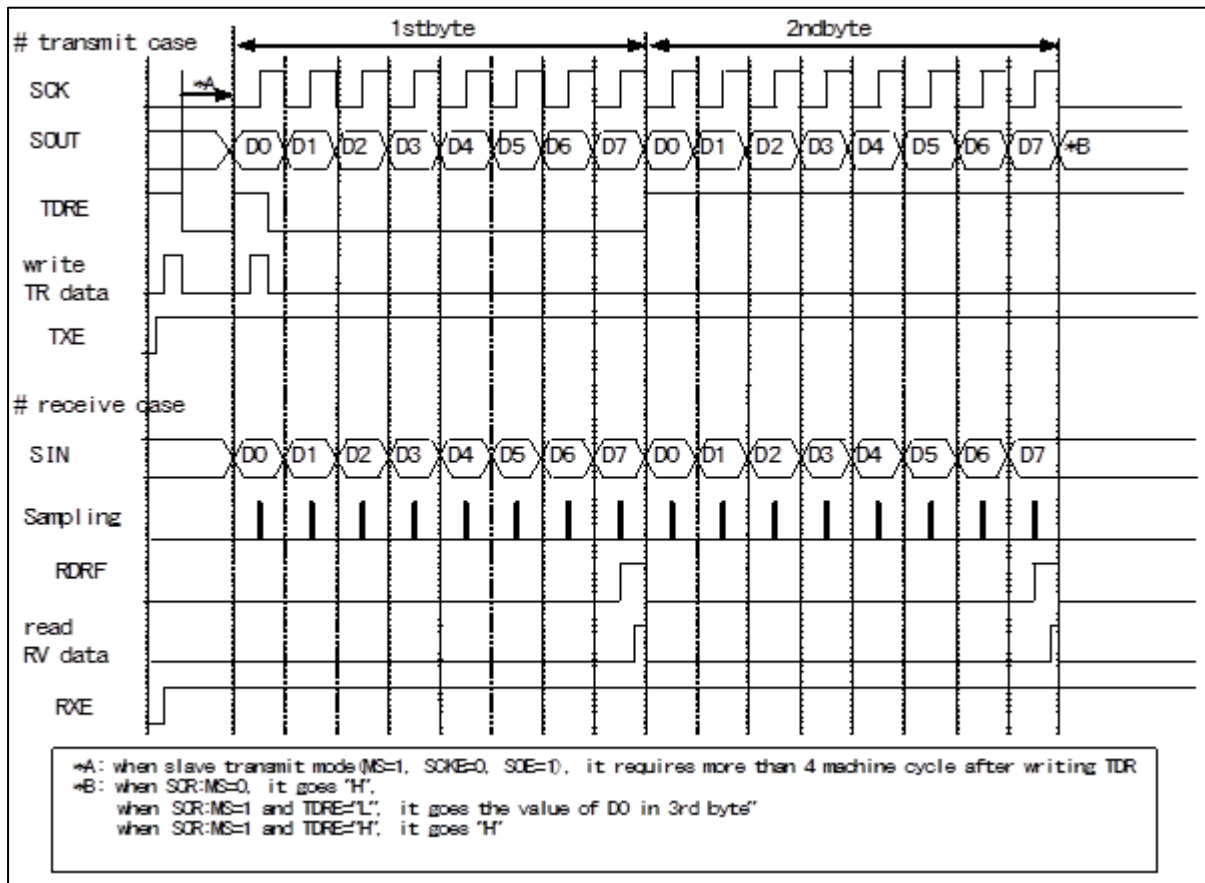 1stbyte 2ndbyte
# transmit case
*A
SCK
SOUT D0 D1 D2 D3 D4 D5 D6 D7 D0 D1 D2 D3 D4 D5 D6 D7 *B
TDRE
write
TR data
TXE
# receive case
SIN D0 D1 D2 D3 D4 D5 D6 D7 D0 D1 D2 D3 D4 D5 D6 D7
Sampling
RDRF
read
RV data
RXE
*A: when slave transmit mode(MS=1, SCKE=0, SOE=1), it requires more than 4 machine cycle after writing TDR
*B: when SCR:MS=0, it goes "H",
when SCR:MS=1 and TDRE="L", it goes the value of D0 in 3rd byte"
when SCR:MS=1 and TDRE="H", it goes "H"